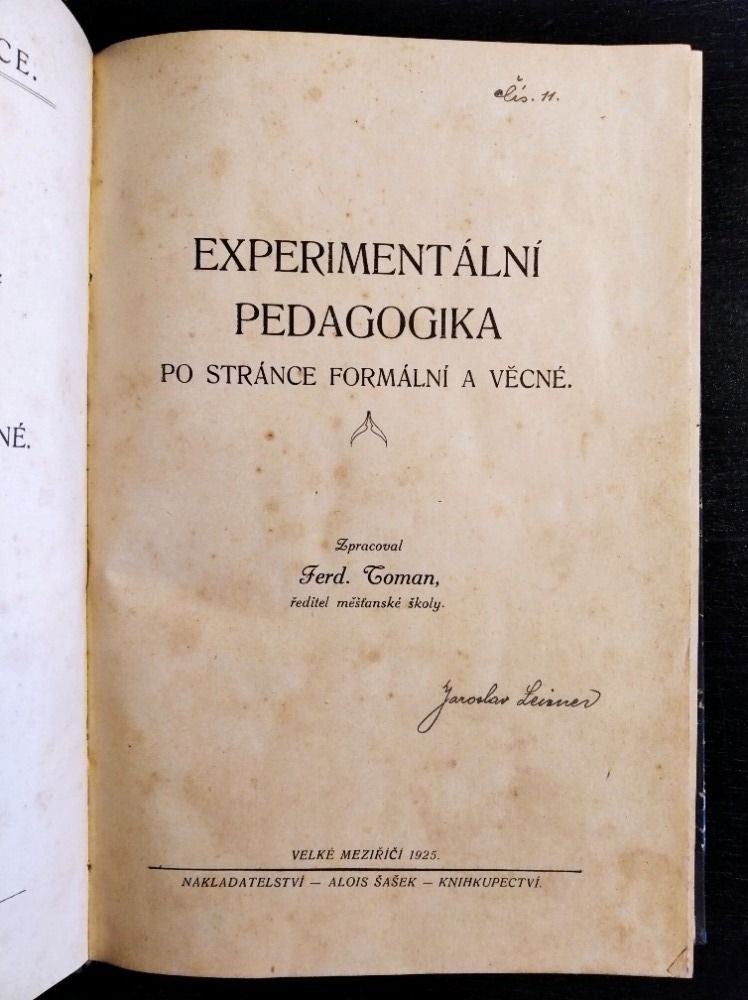 CE.
NÉ.
čís. 11.
EXPERIMENTÁLNÍ
PEDAGOGIKA
PO STRÁNCE FORMÁLNÍ A VĚCNÉ.
Zpracoval
Ferd. Toman,
ředitel měšťanské školy.
Jaroslav Leisner
VELKÉ MEZIŘÍČÍ 1925.
NAKLADATELSTVÍ — ALOIS ŠAŠEK — KNIHKUPECTVÍ.